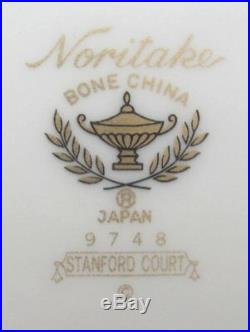 Noritake
BONE CHINA
®
JAPAN
9748
STANFORD COURT
©